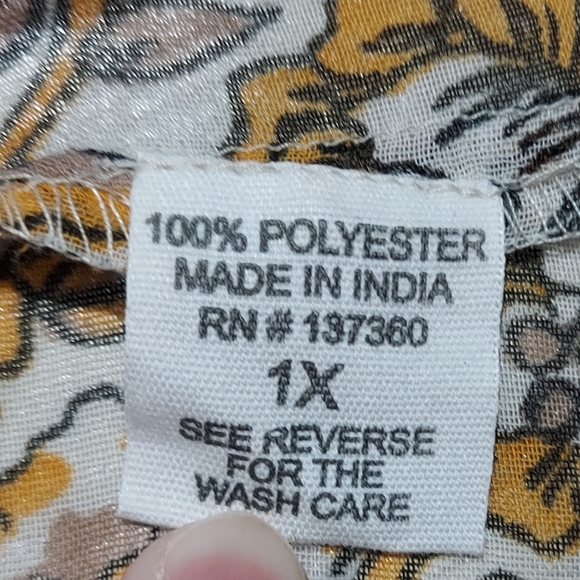 100% POLYESTER
MADE IN INDIA
RN # 137360
1X
SEE REVERSE
FOR THE
WASH CARE